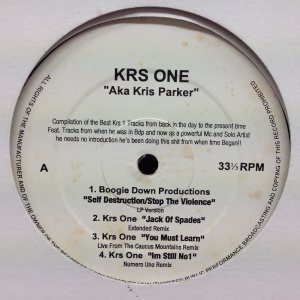 KRS ONE
"Aka Kris Parker"
Compilation of the Best Krs 1 Tracks from back in the day to the present time
Feat. Tracks from when he was in Bdp and now as a powerful Mc and Solo Artist
he needs no introduction he's been doing this shit from when time Began!!
A
33⅓ RPM
1. Boogie Down Productions
"Self Destruction/Stop The Violence"
LP Version
2. Krs One "Jack Of Spades"
Extended Remix
3. Krs One "You Must Learn"
Live From The Caucus Mountains Remix
4. Krs One "Im Still No1"
Numero Uno Remix
ALL RIGHTS OF THE MANUFACTURER AND OF THE OWNER OF THE
PERFORMANCE BROADCASTING AND COPYING OF THIS RECORD PROHIBITED